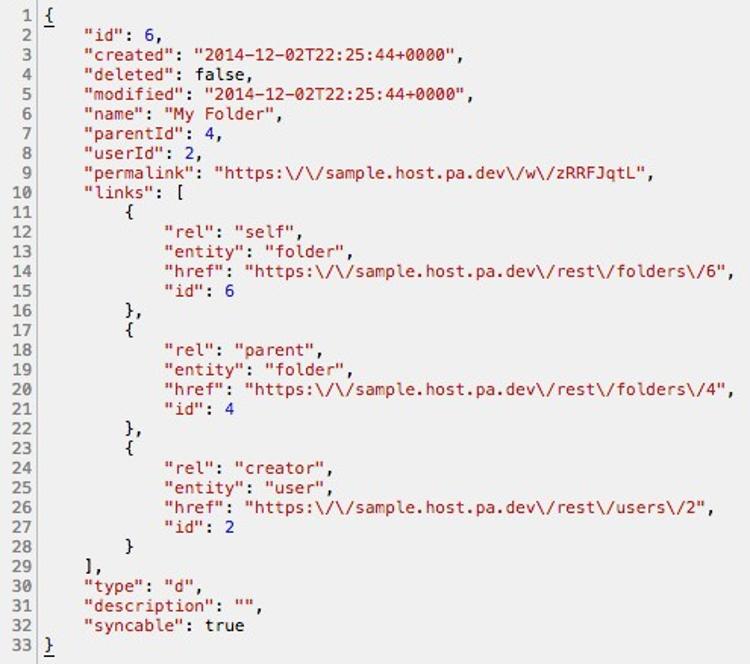 1 {
2     "id": 6,
3     "created": "2014-12-02T22:25:44+0000",
4     "deleted": false,
5     "modified": "2014-12-02T22:25:44+0000",
6     "name": "My Folder",
7     "parentId": 4,
8     "userId": 2,
9     "permalink": "https:\/\/sample.host.pa.dev\/w\/zRRFJqtL",
10     "links": [
11         {
12             "rel": "self",
13             "entity": "folder",
14             "href": "https:\/\/sample.host.pa.dev\/rest\/folders\/6",
15             "id": 6
16         },
17         {
18             "rel": "parent",
19             "entity": "folder",
20             "href": "https:\/\/sample.host.pa.dev\/rest\/folders\/4",
21             "id": 4
22         },
23         {
24             "rel": "creator",
25             "entity": "user",
26             "href": "https:\/\/sample.host.pa.dev\/rest\/users\/2",
27             "id": 2
28         }
29     ],
30     "type": "d",
31     "description": "",
32     "syncable": true
33 }